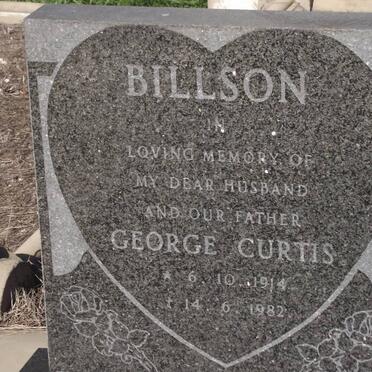 BILLSON
IN
LOVING MEMORY OF
MY DEAR HUSBAND
AND OUR FATHER
GEORGE CURTIS
* 6. 10. 1914
† 14. 6. 1982